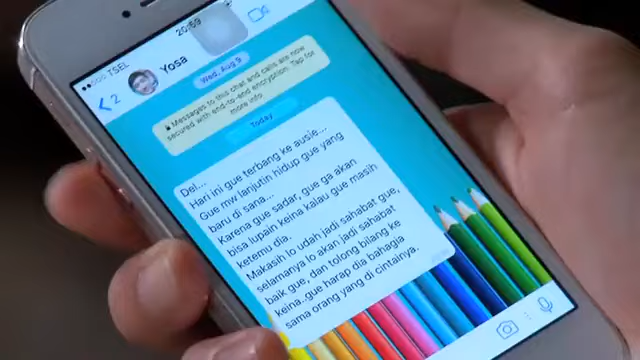 TSEL 20:59
2 Yosa
Wed, Aug 9
Messages to this chat and calls are now
secured with end-to-end encryption. Tap for
more info.
Today
Del...
Hari ini gue terbang ke ausie...
Gue mw lanjutin hidup gue yang
baru di sana...
Karena gue sadar, gue ga akan
bisa lupain keina kalau gue masih
ketemu dia.
Makasih lo udah jadi sahabat gue,
selamanya lo akan jadi sahabat
baik gue, dan tolong bilang ke
keina..gue harap dia bahagia
sama orang yang di cintainya.